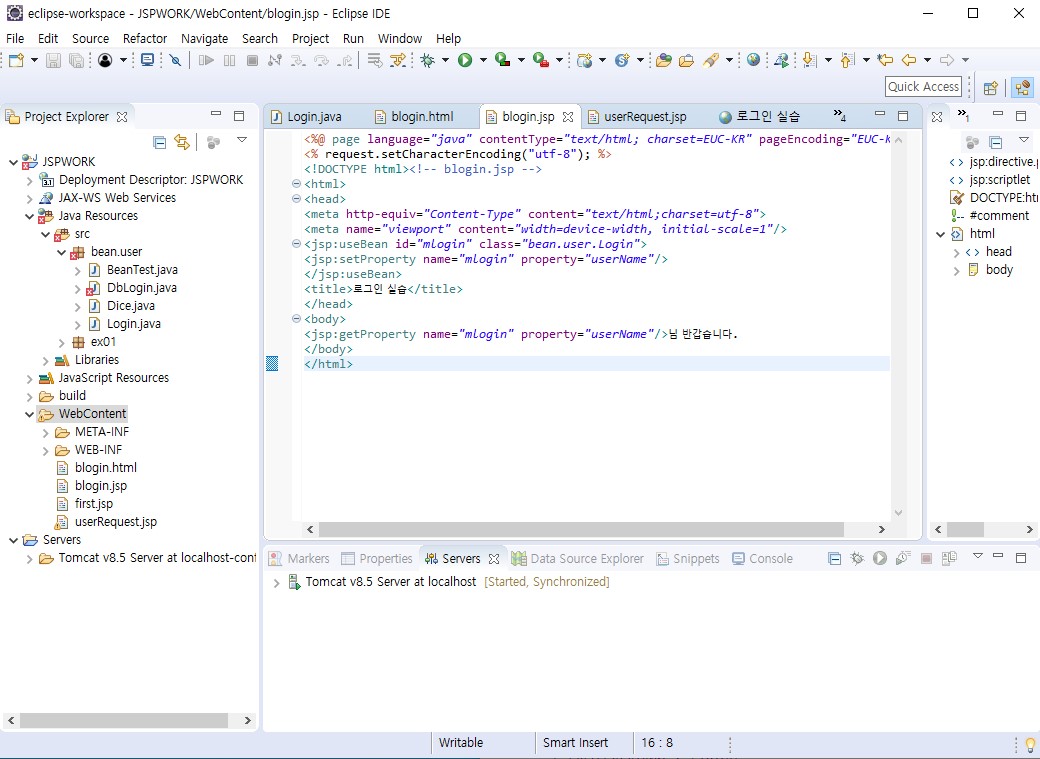 eclipse-workspace - JSPWORK/WebContent/blogin.jsp - Eclipse IDE
File Edit Source Refactor Navigate Search Project Run Window Help
Quick Access
Project Explorer
JSPWORK
Deployment Descriptor: JSPWORK
JAX-WS Web Services
Java Resources
src
bean.user
BeanTest.java
DbLogin.java
Dice.java
Login.java
ex01
Libraries
JavaScript Resources
build
WebContent
META-INF
WEB-INF
blogin.html
blogin.jsp
first.jsp
userRequest.jsp
Servers
Tomcat v8.5 Server at localhost-cont
Login.java blogin.html blogin.jsp userRequest.jsp 로그인 실습 »4
<%@ page language="java" contentType="text/html; charset=EUC-KR" pageEncoding="EUC-K
<% request.setCharacterEncoding("utf-8"); %>
<!DOCTYPE html><!-- blogin.jsp -->
<html>
<head>
<meta http-equiv="Content-Type" content="text/html;charset=utf-8">
<meta name="viewport" content="width=device-width, initial-scale=1"/>
<jsp:useBean id="mlogin" class="bean.user.Login">
<jsp:setProperty name="mlogin" property="userName"/>
</jsp:useBean>
<title>로그인 실습</title>
</head>
<body>
<jsp:getProperty name="mlogin" property="userName"/>님 반갑습니다.
</body>
</html>
»1
jsp:directive.p
jsp:scriptlet
DOCTYPE:ht
#comment
html
head
body
Markers Properties Servers Data Source Explorer Snippets Console
Tomcat v8.5 Server at localhost [Started, Synchronized]
Writable Smart Insert 16 : 8